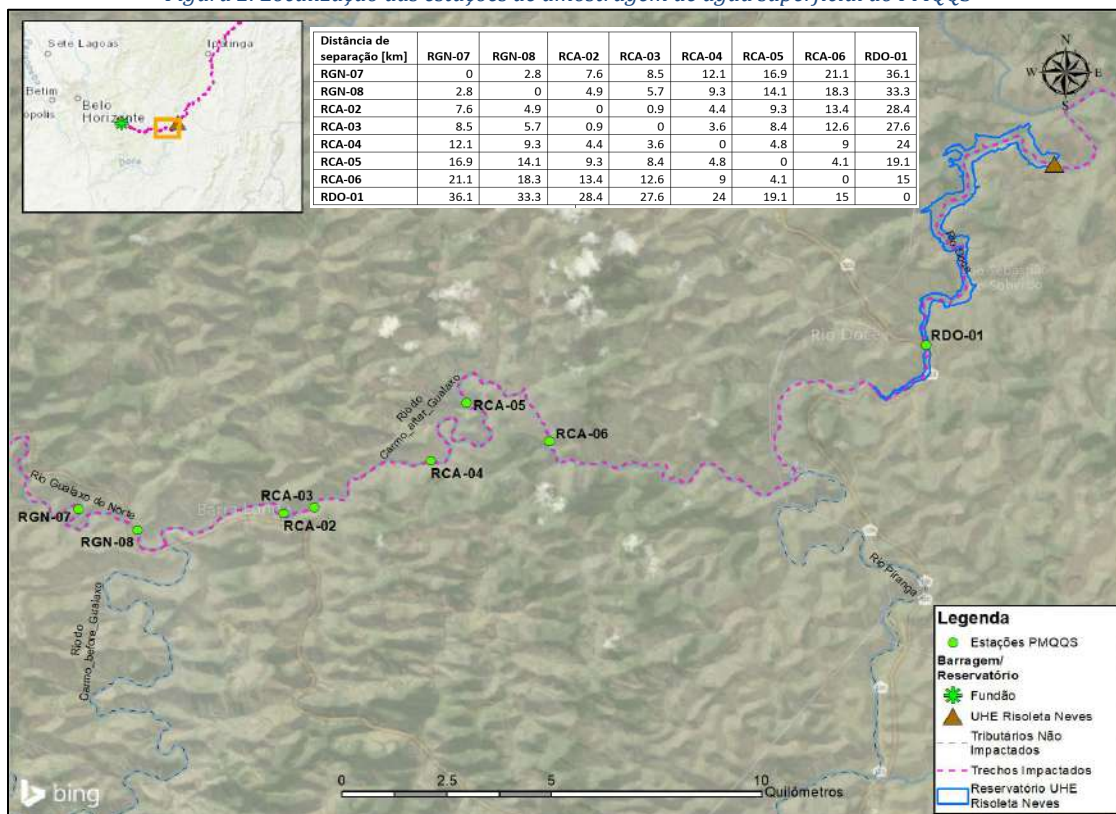 Figura 2. Localização das estações de amostragem de água superficial do PMQQS
Sete Lagoas
Ipatinga
Betim
opolis
Belo
Horizonte
Distância de
separação [km] RGN-07 RGN-08 RCA-02 RCA-03 RCA-04 RCA-05 RCA-06 RDO-01
RGN-07 0 2.8 7.6 8.5 12.1 16.9 21.1 36.1
RGN-08 2.8 0 4.9 5.7 9.3 14.1 18.3 33.3
RCA-02 7.6 4.9 0 0.9 4.4 9.3 13.4 28.4
RCA-03 8.5 5.7 0.9 0 3.6 8.4 12.6 27.6
RCA-04 12.1 9.3 4.4 3.6 0 4.8 9 24
RCA-05 16.9 14.1 9.3 8.4 4.8 0 4.1 19.1
RCA-06 21.1 18.3 13.4 12.6 9 4.1 0 15
RDO-01 36.1 33.3 28.4 27.6 24 19.1 15 0
N
W E
S
Rio Doce
RDO-01
Rio do
Carmo_after_Gualaxo
RCA-05
RCA-06
RCA-04
Rio Gualaxo do Norte
RGN-07
RCA-03
RCA-02
RGN-08
Rio Piranga
Rio do
Carmo_before_Gualaxo
Legenda
Estações PMQQS
Barragem/
Reservatório
Fundão
UHE Risoleta Neves
Tributários Não
Impactados
Trechos Impactados
Reservatório UHE
Risoleta Neves
0 2.5 5 10
Quilómetros
bing